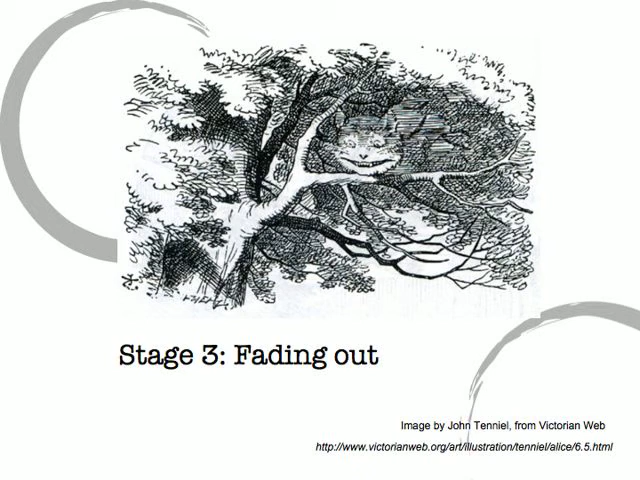 Stage 3: Fading out
Image by John Tenniel, from Victorian Web
http://www.victorianweb.org/art/illustration/tenniel/alice/6.5.html